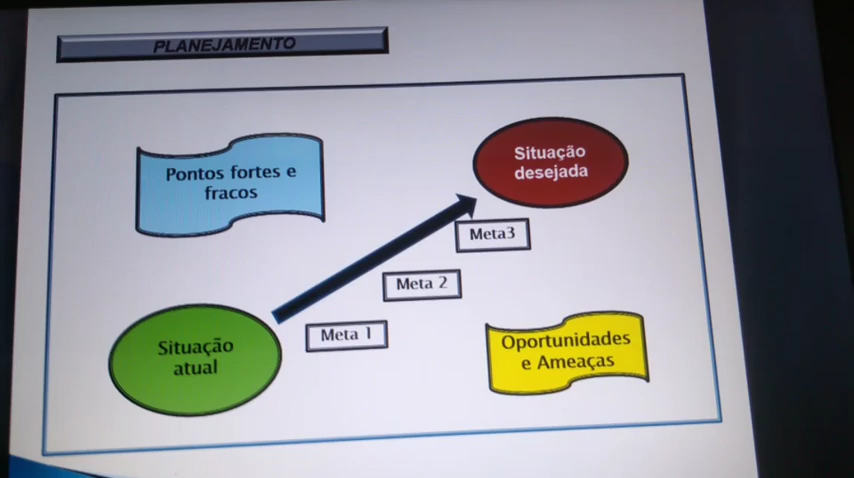 PLANEJAMENTO
Pontos fortes e
fracos
Situação
desejada
Meta3
Meta 2
Meta 1
Situação
atual
Oportunidades
e Ameaças